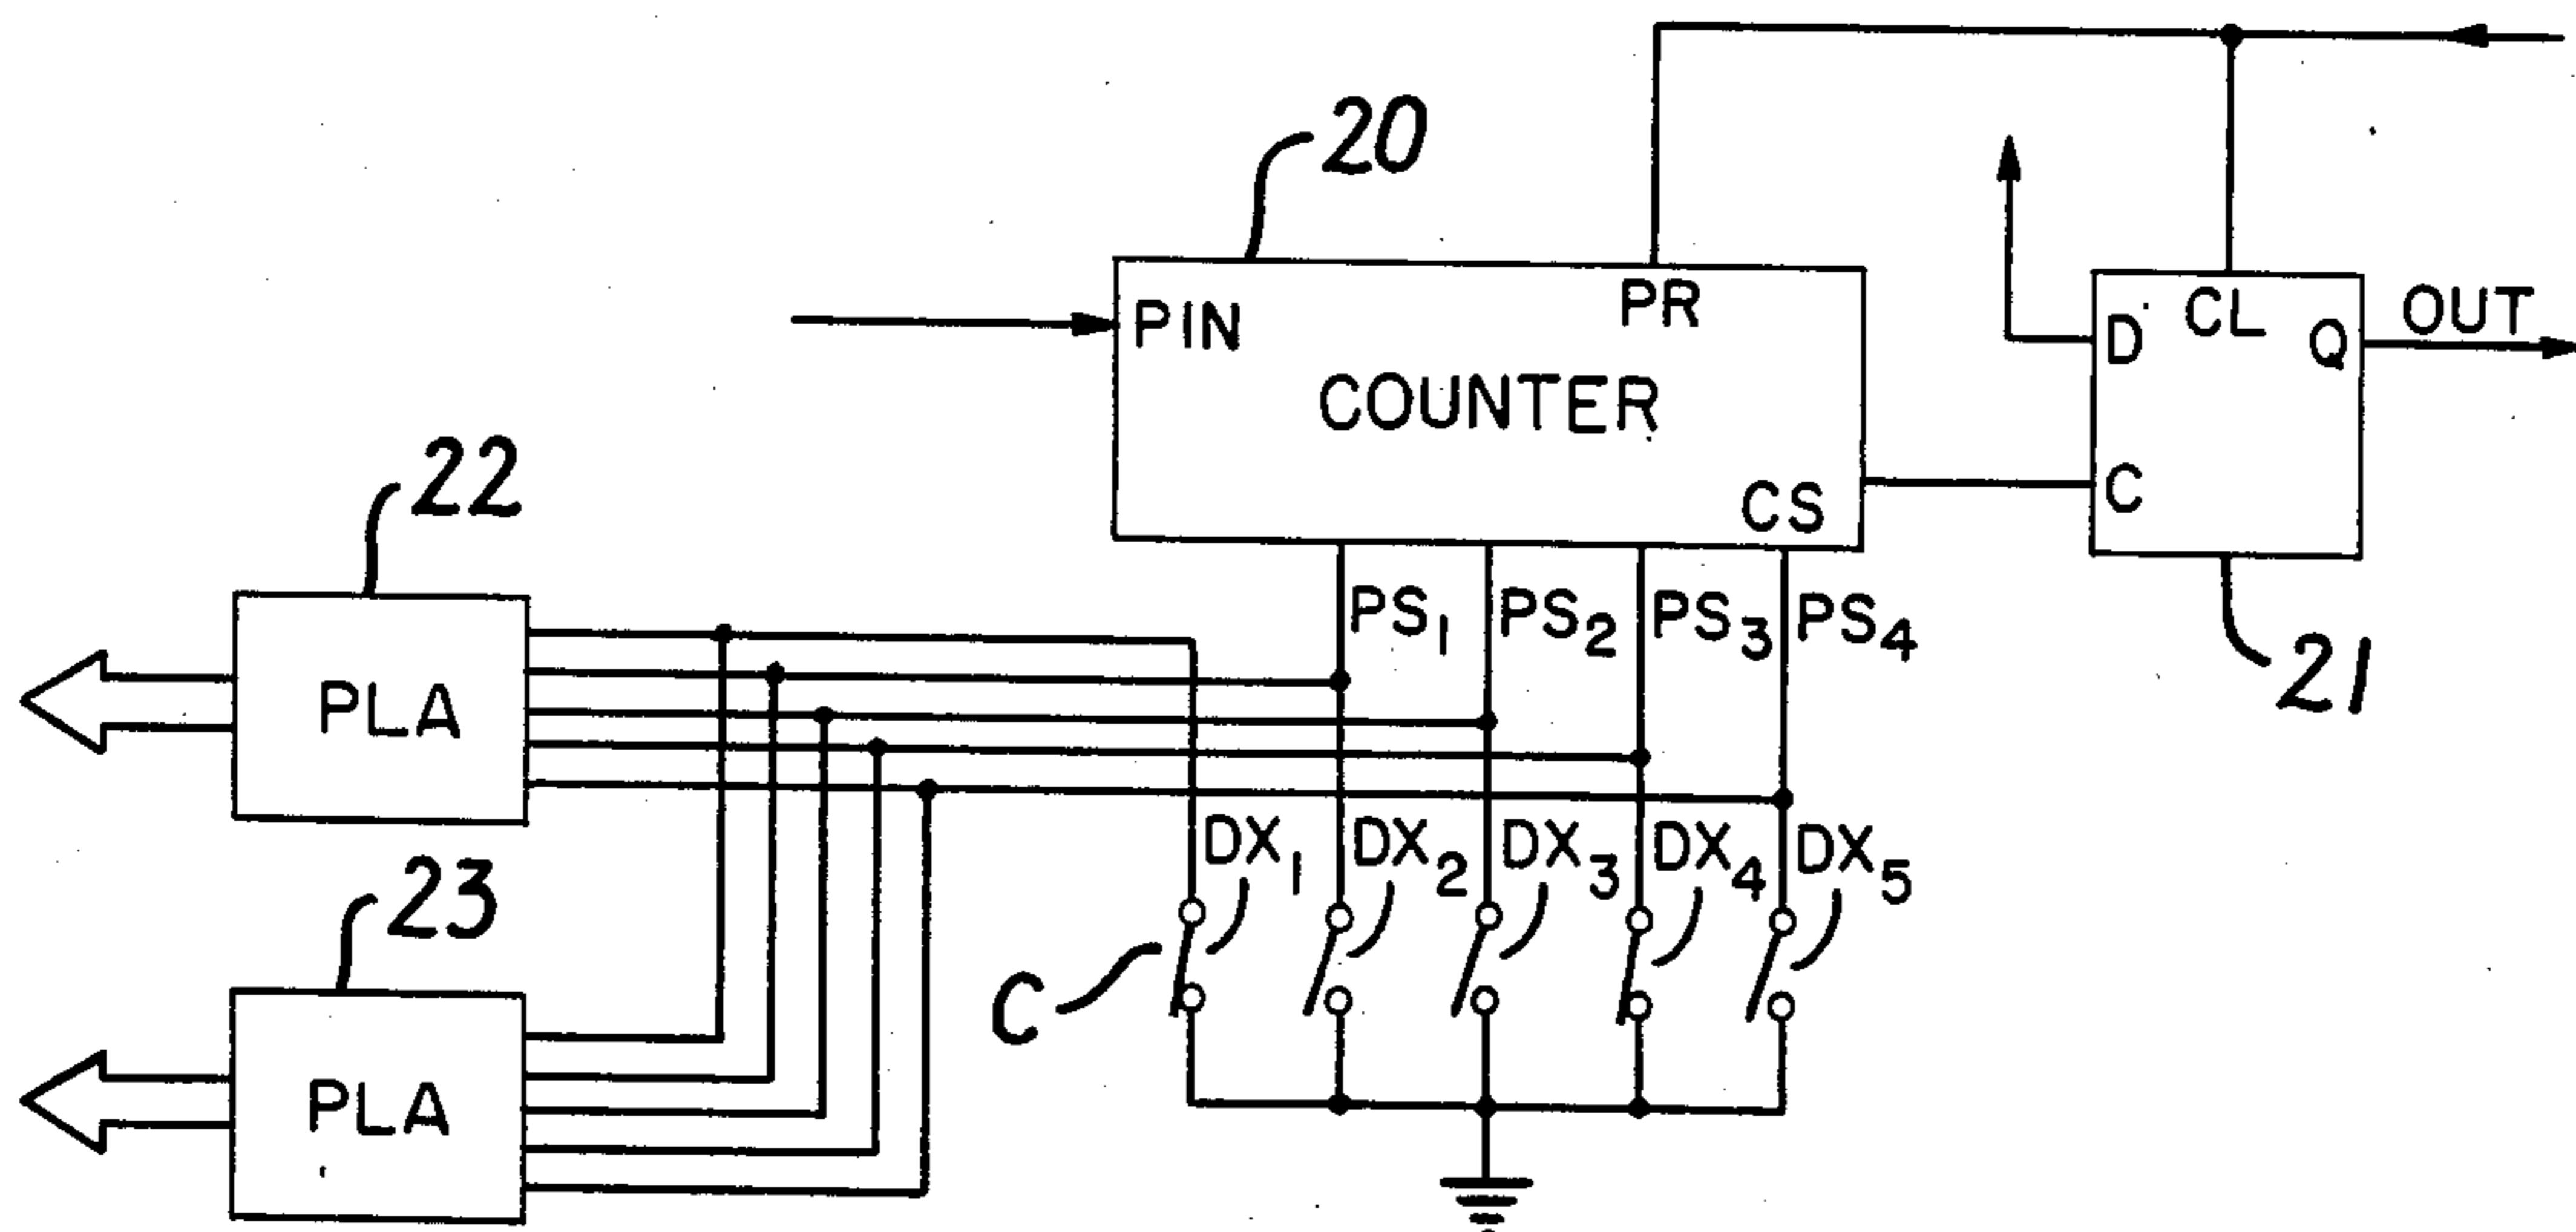 20
PIN
PR
COUNTER
CS
D
CL
Q
OUT
C
21
22
PLA
PS₁
PS₂
PS₃
PS₄
23
PLA
DX₁
DX₂
DX₃
DX₄
DX₅
C